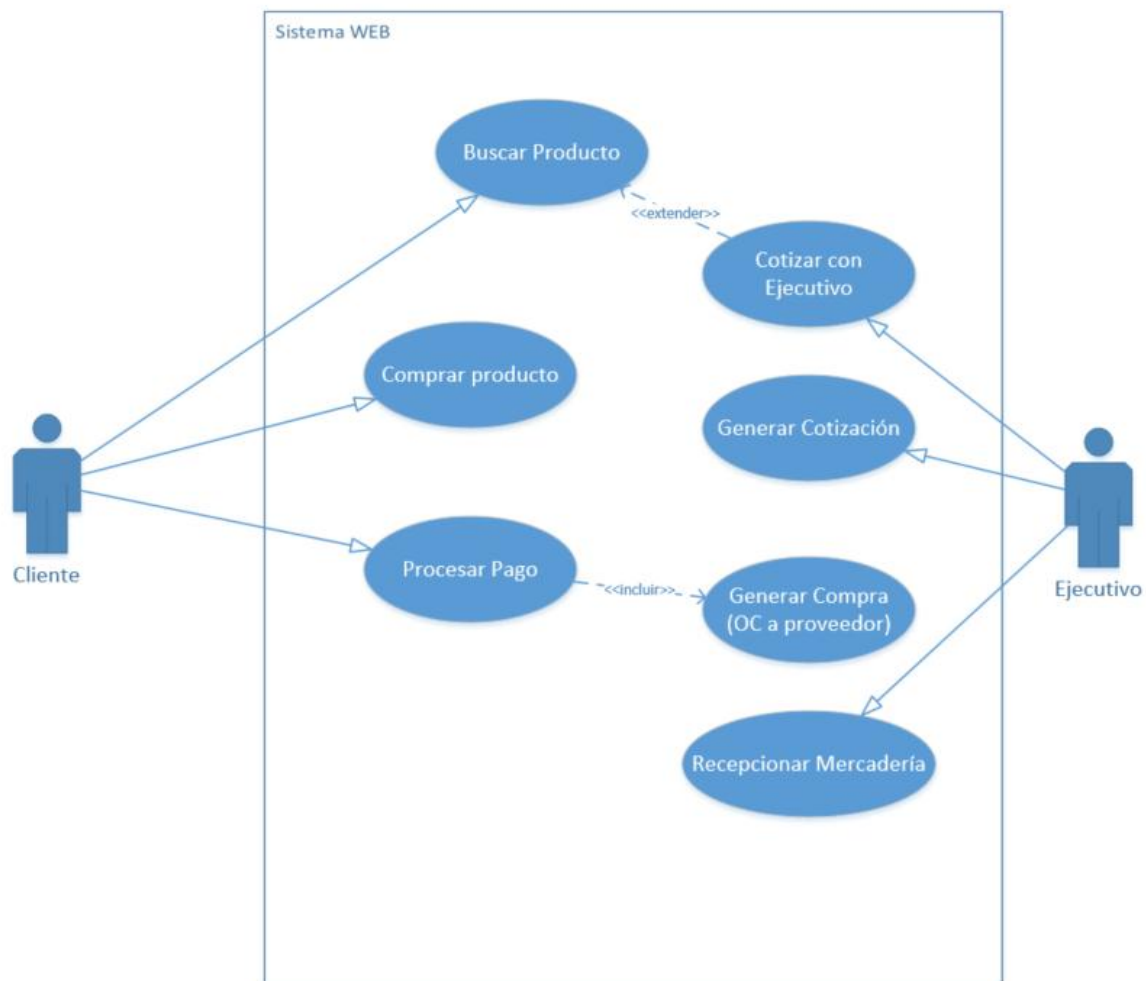 Sistema WEB
Buscar Producto
<<extender>>
Cotizar con
Ejecutivo
Comprar producto
Generar Cotización
Cliente
Procesar Pago
<<incluir>>
Generar Compra
(OC a proveedor)
Ejecutivo
Recepcionar Mercadería